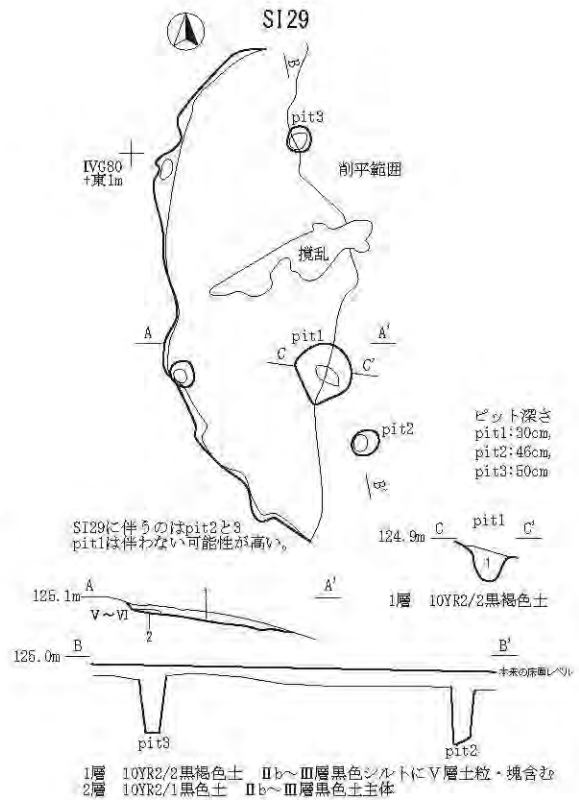 SI29
B
pit3
IVG80
+東1m
削平範囲
撹乱
A
pit1
A'
C
C'
pit2
B'
ピット深さ
pit1:30cm,
pit2:46cm,
pit3:50cm
SI29に伴うのはpit2と3
pit1は伴わない可能性が高い。
pit1
124.9m
C
C'
1
1層 10YR2/2黒褐色土
125.1m
A
A'
V～VI
1
2
125.0m
B
B'
本来の床面レベル
pit3
pit2
1層 10YR2/2黒褐色土 Ⅱb～Ⅲ層黒色シルトにⅤ層土粒・塊含む
2層 10YR2/1黒色土 Ⅱb～Ⅲ層黒色土主体